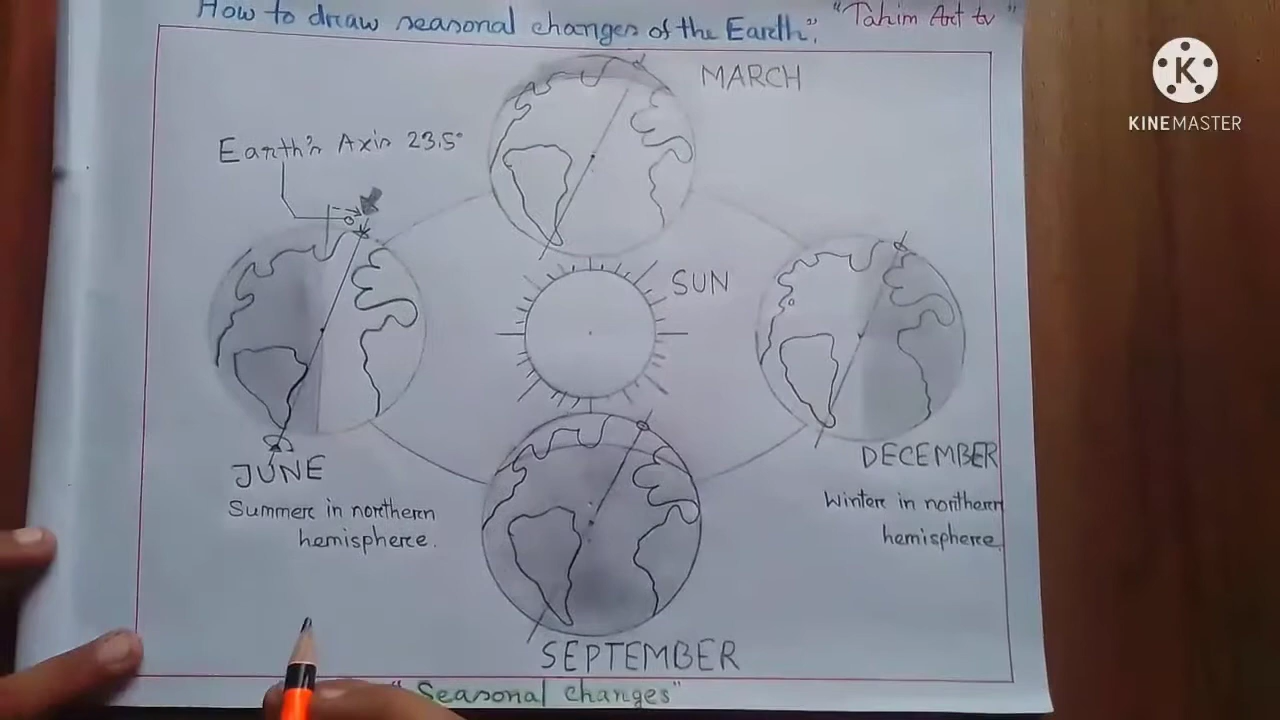 How to draw seasonal changes of the Earth". "Tahim Art tv"
MARCH
KINEMASTER
Earth's Axis 23.5°
SUN
JUNE
Summer in northern
hemisphere.
DECEMBER
Winter in northern
hemisphere.
SEPTEMBER
"Seasonal changes"